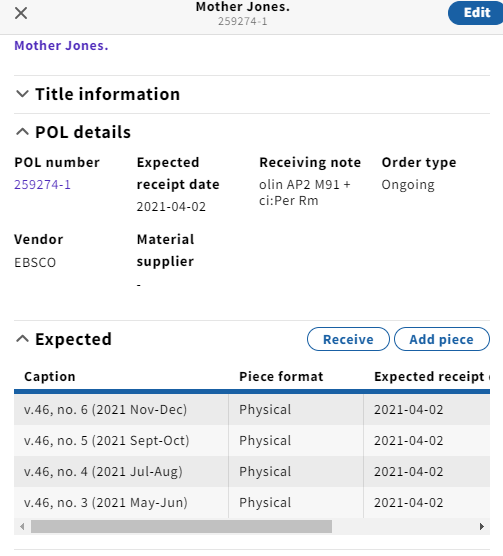 Mother Jones.
259274-1
Edit
Mother Jones.
Title information
POL details
POL number
259274-1
Expected receipt date
2021-04-02
Receiving note
olin AP2 M91 +
ci:Per Rm
Order type
Ongoing
Vendor
EBSCO
Material supplier
-
Expected
Receive
Add piece
Caption Piece format Expected receipt
v.46, no. 6 (2021 Nov-Dec) Physical 2021-04-02
v.46, no. 5 (2021 Sept-Oct) Physical 2021-04-02
v.46, no. 4 (2021 Jul-Aug) Physical 2021-04-02
v.46, no. 3 (2021 May-Jun) Physical 2021-04-02